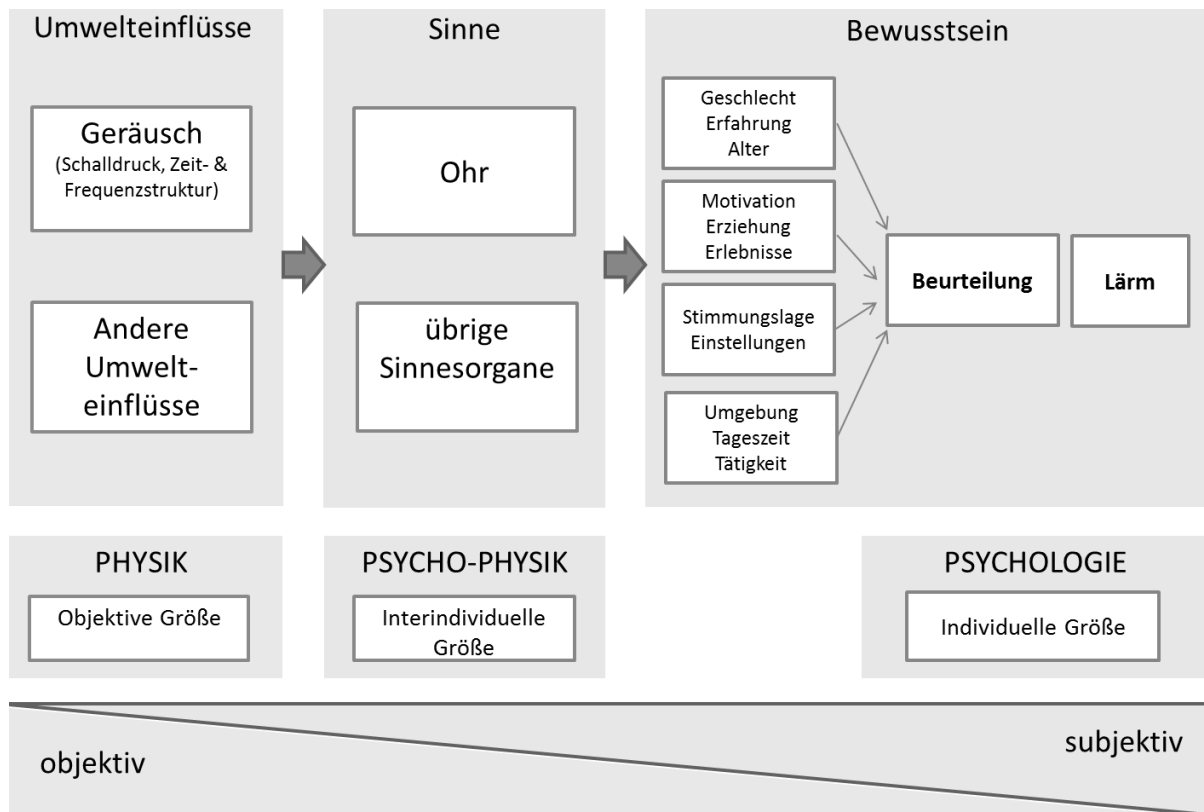 Umwelteinflüsse
Geräusch
(Schalldruck, Zeit- &
Frequenzstruktur)
Andere
Umwelt-
einflüsse
Sinne
Ohr
übrige
Sinnesorgane
Bewusstsein
Geschlecht
Erfahrung
Alter
Motivation
Erziehung
Erlebnisse
Stimmungslage
Einstellungen
Umgebung
Tageszeit
Tätigkeit
Beurteilung
Lärm
PHYSIK
Objektive Größe
PSYCHO-PHYSIK
Interindividuelle
Größe
PSYCHOLOGIE
Individuelle Größe
objektiv
subjektiv